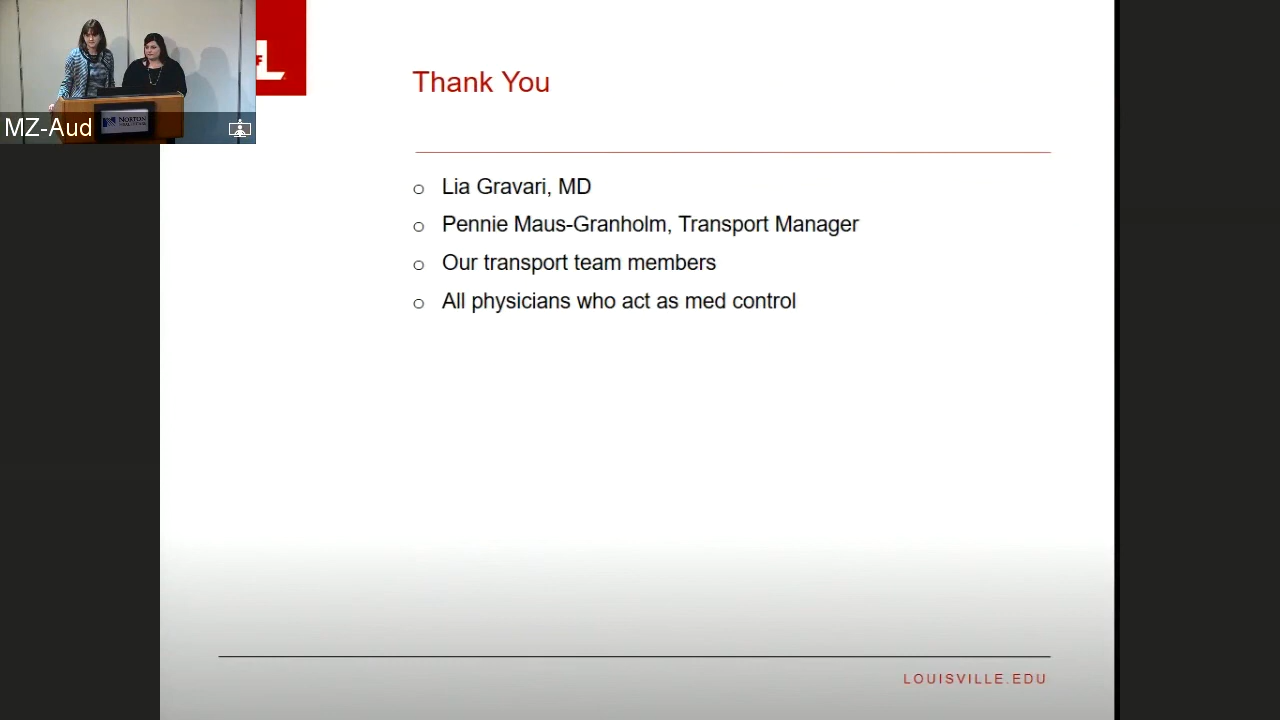 Thank You
Lia Gravari, MD
Pennie Maus-Granholm, Transport Manager
Our transport team members
All physicians who act as med control
MZ-Aud
NORTON
LOUISVILLE.EDU